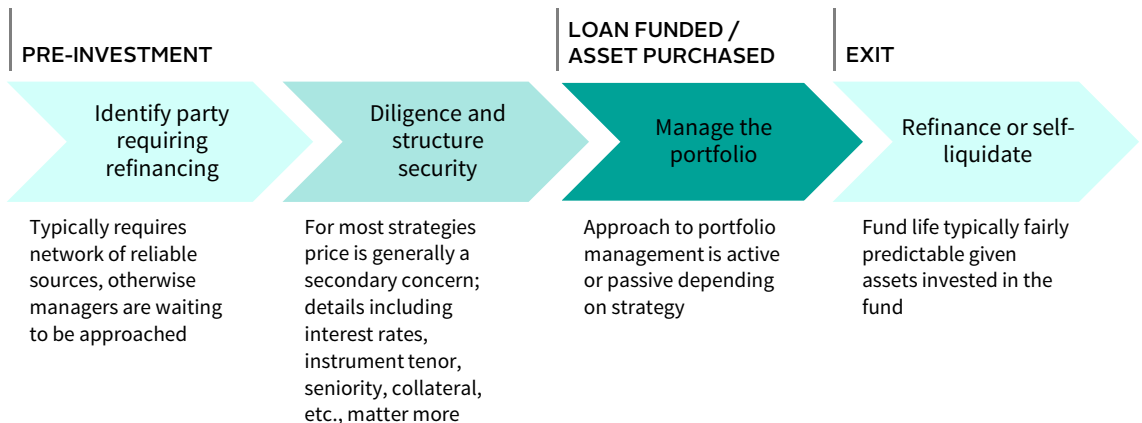 PRE-INVESTMENT
LOAN FUNDED /
ASSET PURCHASED
EXIT
Identify party
requiring
refinancing
Diligence and
structure
security
Manage the
portfolio
Refinance or self-
liquidate
Typically requires
network of reliable
sources, otherwise
managers are waiting
to be approached
For most strategies
price is generally a
secondary concern;
details including
interest rates,
instrument tenor,
seniority, collateral,
etc., matter more
Approach to portfolio
management is active
or passive depending
on strategy
Fund life typically fairly
predictable given
assets invested in the
fund